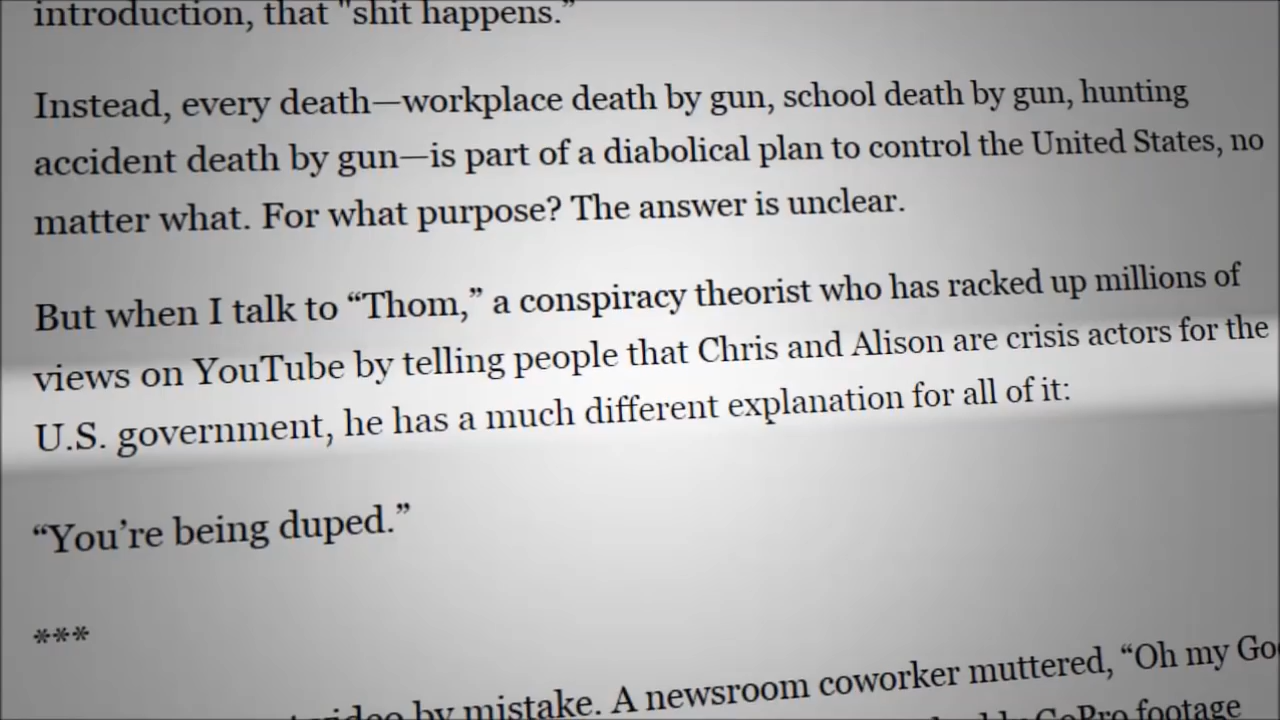 introduction, that "shit happens.”
Instead, every death—workplace death by gun, school death by gun, hunting
accident death by gun—is part of a diabolical plan to control the United States, no
matter what. For what purpose? The answer is unclear.
But when I talk to “Thom,” a conspiracy theorist who has racked up millions of
views on YouTube by telling people that Chris and Alison are crisis actors for the
U.S. government, he has a much different explanation for all of it:
“You’re being duped.”
***
by mistake. A newsroom coworker muttered, “Oh my
GoPro footage